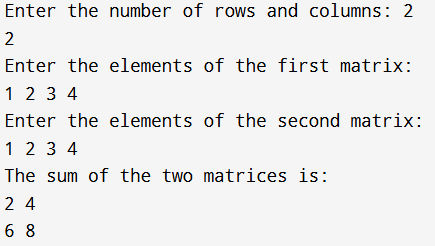 Enter the number of rows and columns: 2
2
Enter the elements of the first matrix:
1 2 3 4
Enter the elements of the second matrix:
1 2 3 4
The sum of the two matrices is:
2 4
6 8